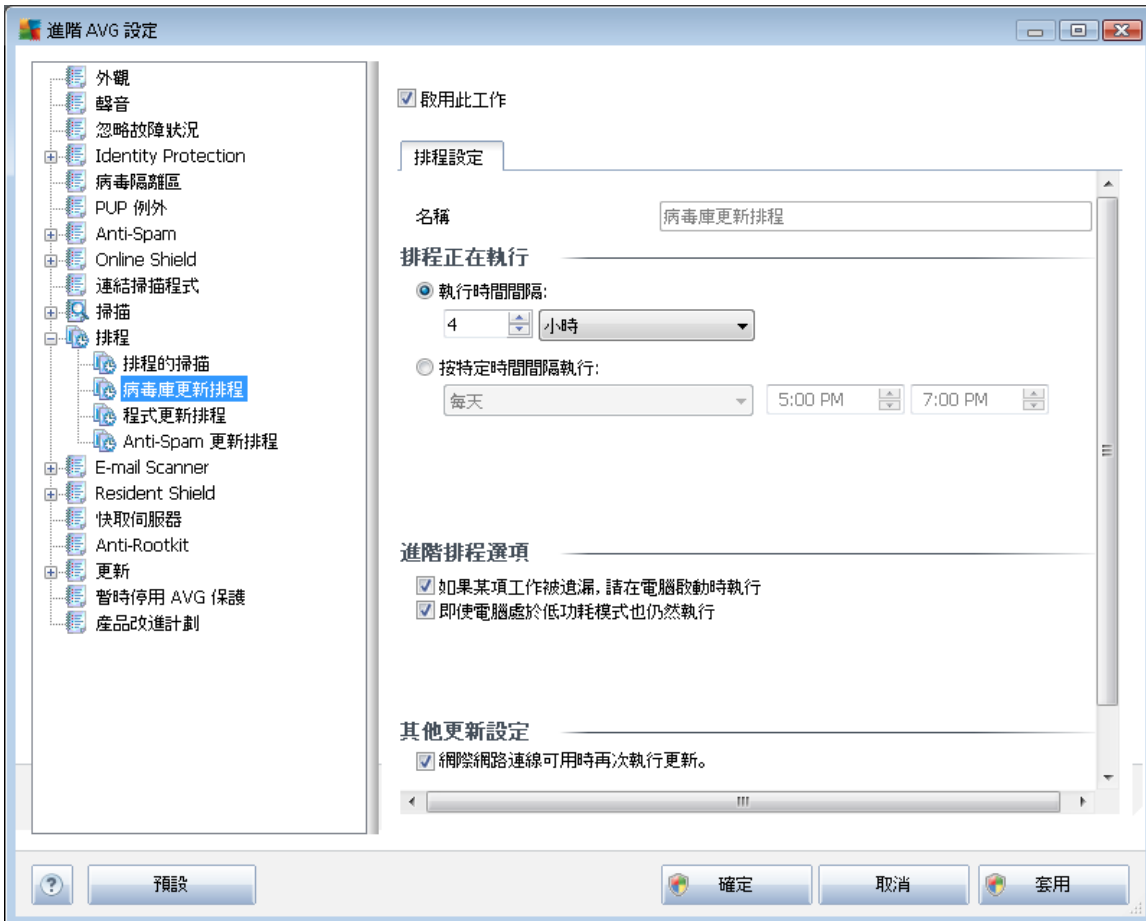 進階 AVG 設定
外觀
聲音
忽略故障狀況
Identity Protection
病毒隔離區
PUP 例外
Anti-Spam
Online Shield
連結掃描程式
掃描
排程
排程的掃描
病毒庫更新排程
程式更新排程
Anti-Spam 更新排程
E-mail Scanner
Resident Shield
快取伺服器
Anti-Rootkit
更新
暫時停用 AVG 保護
產品改進計劃
啟用此工作
排程設定
名稱 病毒庫更新排程
排程正在執行
執行時間間隔:
4 小時
按特定時間間隔執行:
每天 5:00 PM 7:00 PM
進階排程選項
如果某項工作被遺漏, 請在電腦啟動時執行
即使電腦處於低功耗模式也仍然執行
其他更新設定
網際網路連線可用時再次執行更新。
? 預設 確定 取消 套用